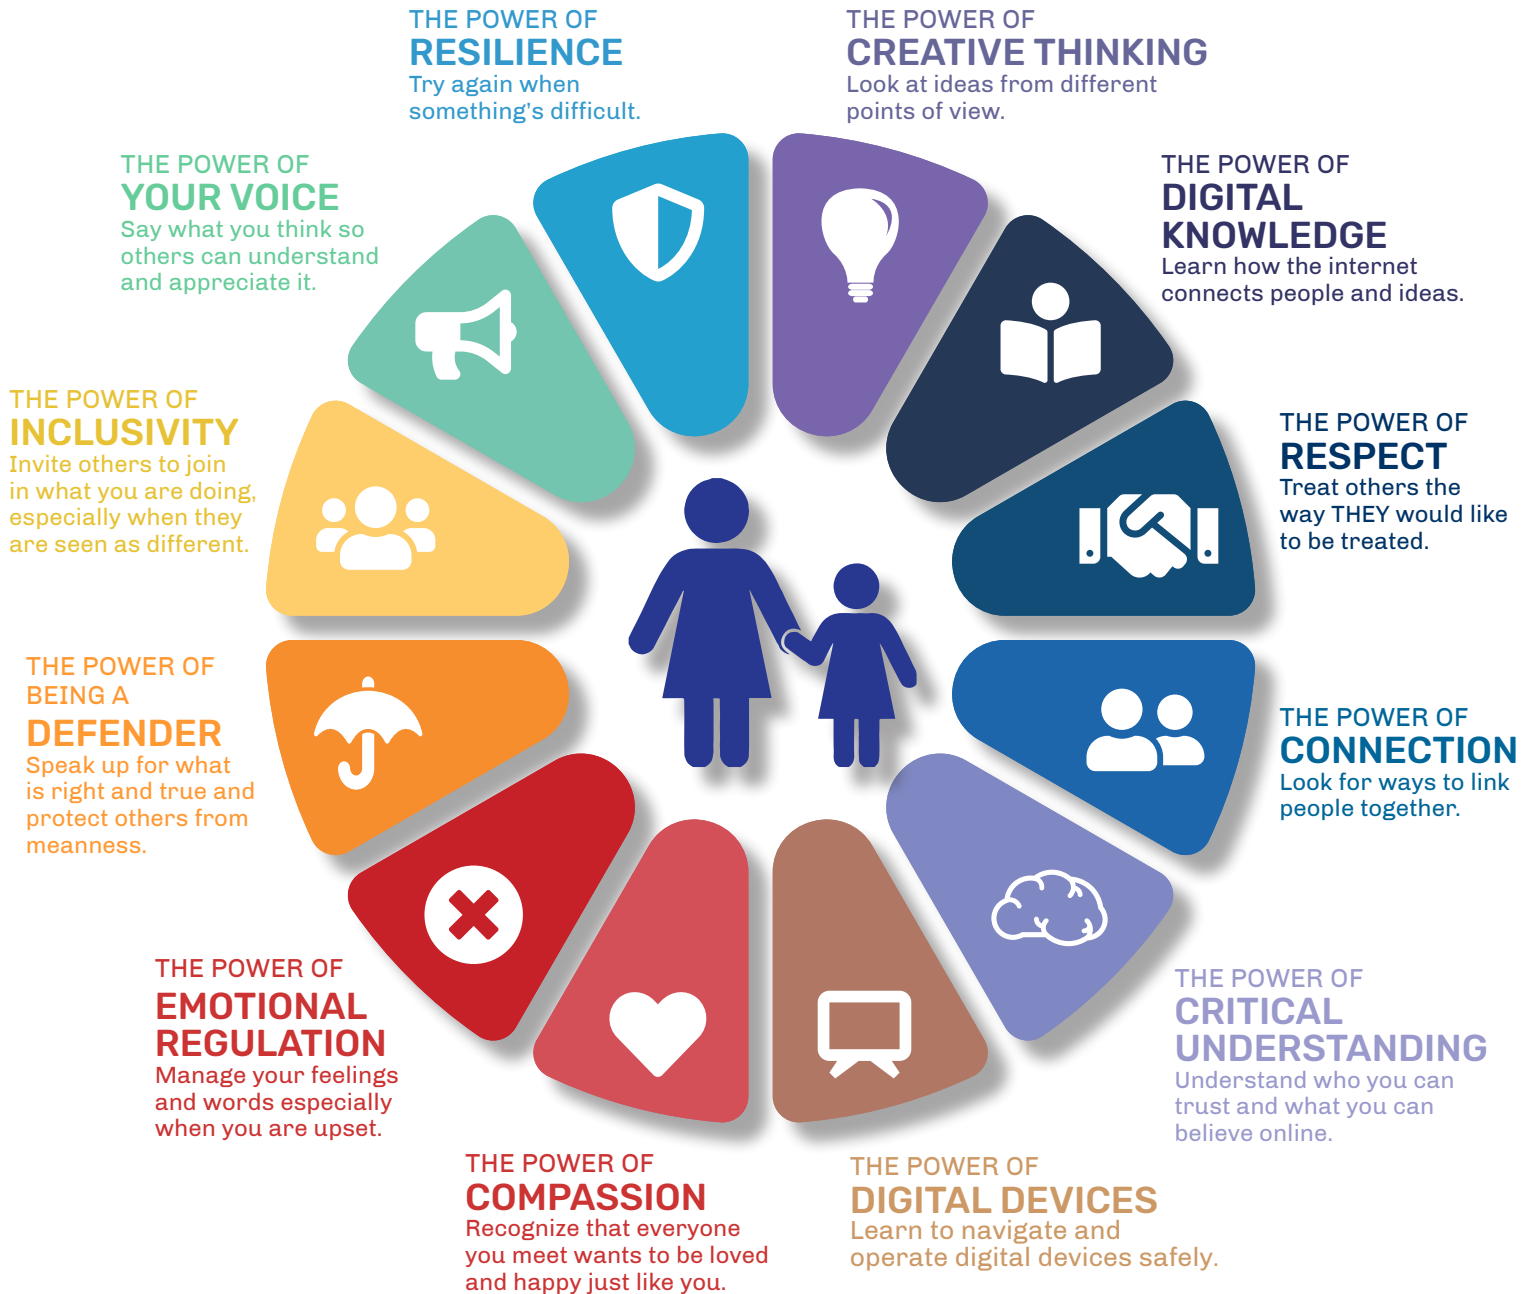 THE POWER OF
RESILIENCE
Try again when
something's difficult.
THE POWER OF
CREATIVE THINKING
Look at ideas from different
points of view.
THE POWER OF
DIGITAL
KNOWLEDGE
Learn how the internet
connects people and ideas.
THE POWER OF
RESPECT
Treat others the
way THEY would like
to be treated.
THE POWER OF
CONNECTION
Look for ways to link
people together.
THE POWER OF
CRITICAL
UNDERSTANDING
Understand who you can
trust and what you can
believe online.
THE POWER OF
DIGITAL DEVICES
Learn to navigate and
operate digital devices safely.
THE POWER OF
COMPASSION
Recognize that everyone
you meet wants to be loved
and happy just like you.
THE POWER OF
EMOTIONAL
REGULATION
Manage your feelings
and words especially
when you are upset.
THE POWER OF
BEING A
DEFENDER
Speak up for what
is right and true and
protect others from
meanness.
THE POWER OF
INCLUSIVITY
Invite others to join
in what you are doing,
especially when they
are seen as different.
THE POWER OF
YOUR VOICE
Say what you think so
others can understand
and appreciate it.